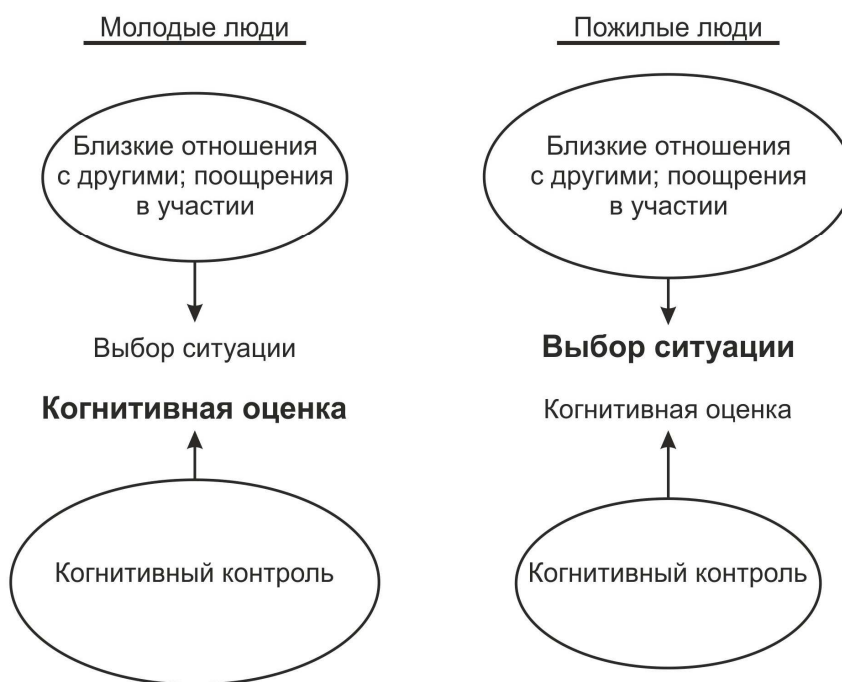 Молодые люди
Близкие отношения
с другими; поощрения
в участии
Выбор ситуации
Когнитивная оценка
Когнитивный контроль
Пожилые люди
Близкие отношения
с другими; поощрения
в участии
Выбор ситуации
Когнитивная оценка
Когнитивный контроль